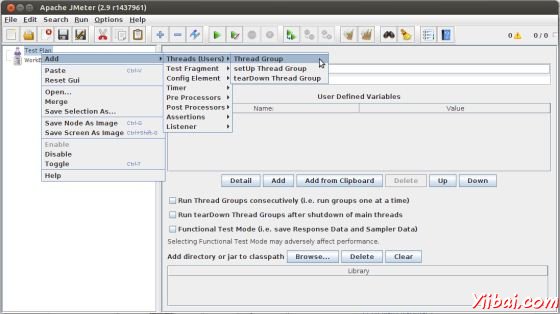 Apache JMeter (2.9 r1437961)
File Edit Search Run Options Help
Test Plan
Add
Paste Ctrl-V
Reset Gui
Open...
Merge
Save Selection As...
Save Node As Image Ctrl-G
Save Screen As Image Ctrl+Shift-G
Enable
Disable
Toggle Ctrl-T
Help
Threads (Users)
Test Fragment
Config Element
Timer
Pre Processors
Post Processors
Assertions
Listener
Thread Group
setUp Thread Group
tearDown Thread Group
User Defined Variables
Name: Value
Detail Add Add from Clipboard Delete Up Down
Run Thread Groups consecutively (i.e. run groups one at a time)
Run tearDown Thread Groups after shutdown of main threads
Functional Test Mode (i.e. save Response Data and Sampler Data)
Selecting Functional Test Mode may adversely affect performance.
Add directory or jar to classpath Browse... Delete Clear
Library
Yiibai.com